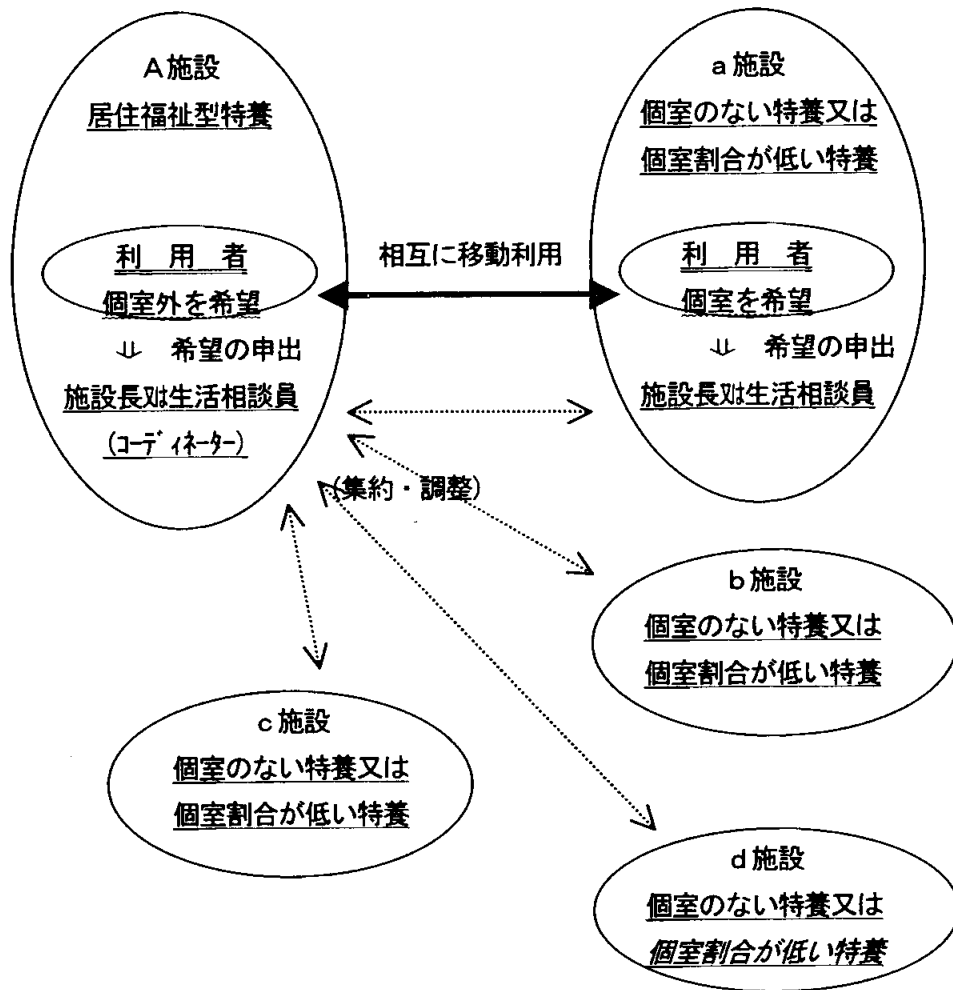 A施設
居住福祉型特養
利 用 者
個室外を希望
⇓ 希望の申出
施設長又は生活相談員
(コーディネーター)
相互に移動利用
(集約・調整)
a施設
個室のない特養又は
個室割合が低い特養
利 用 者
個室を希望
⇓ 希望の申出
施設長又は生活相談員
b施設
個室のない特養又は
個室割合が低い特養
c施設
個室のない特養又は
個室割合が低い特養
d施設
個室のない特養又は
個室割合が低い特養